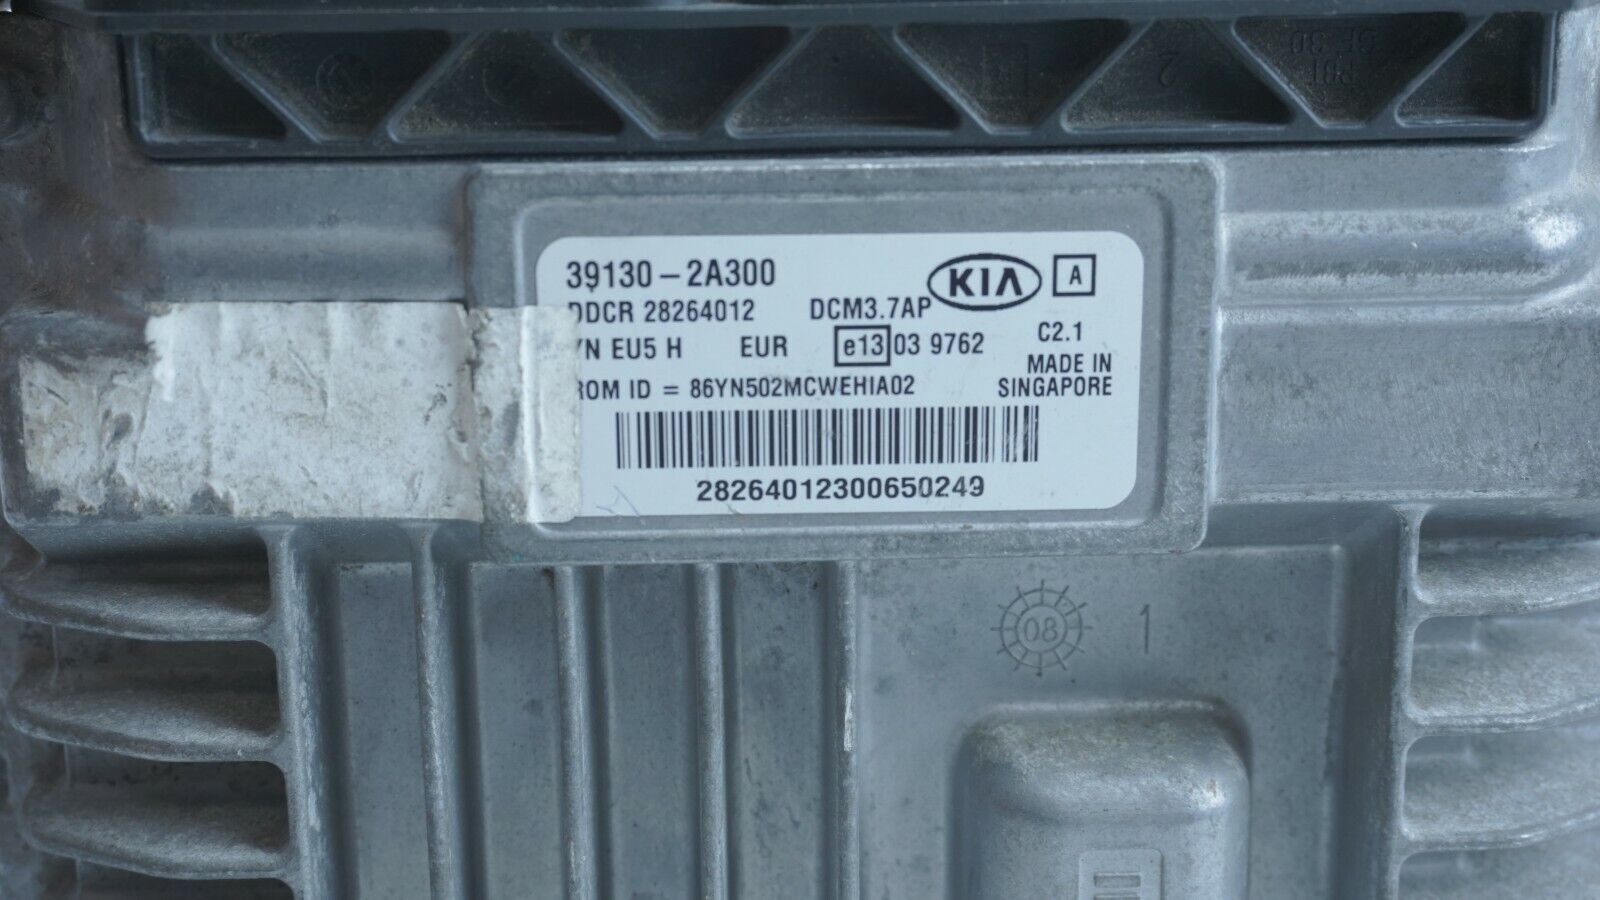 39130-2A300 KIA A
DDCR 28264012 DCM3.7AP
YN EU5 H EUR e13 03 9762 C2.1
ROM ID = 86YN502MCWEHIA02 MADE IN
SINGAPORE
28264012300650249
08 1
2